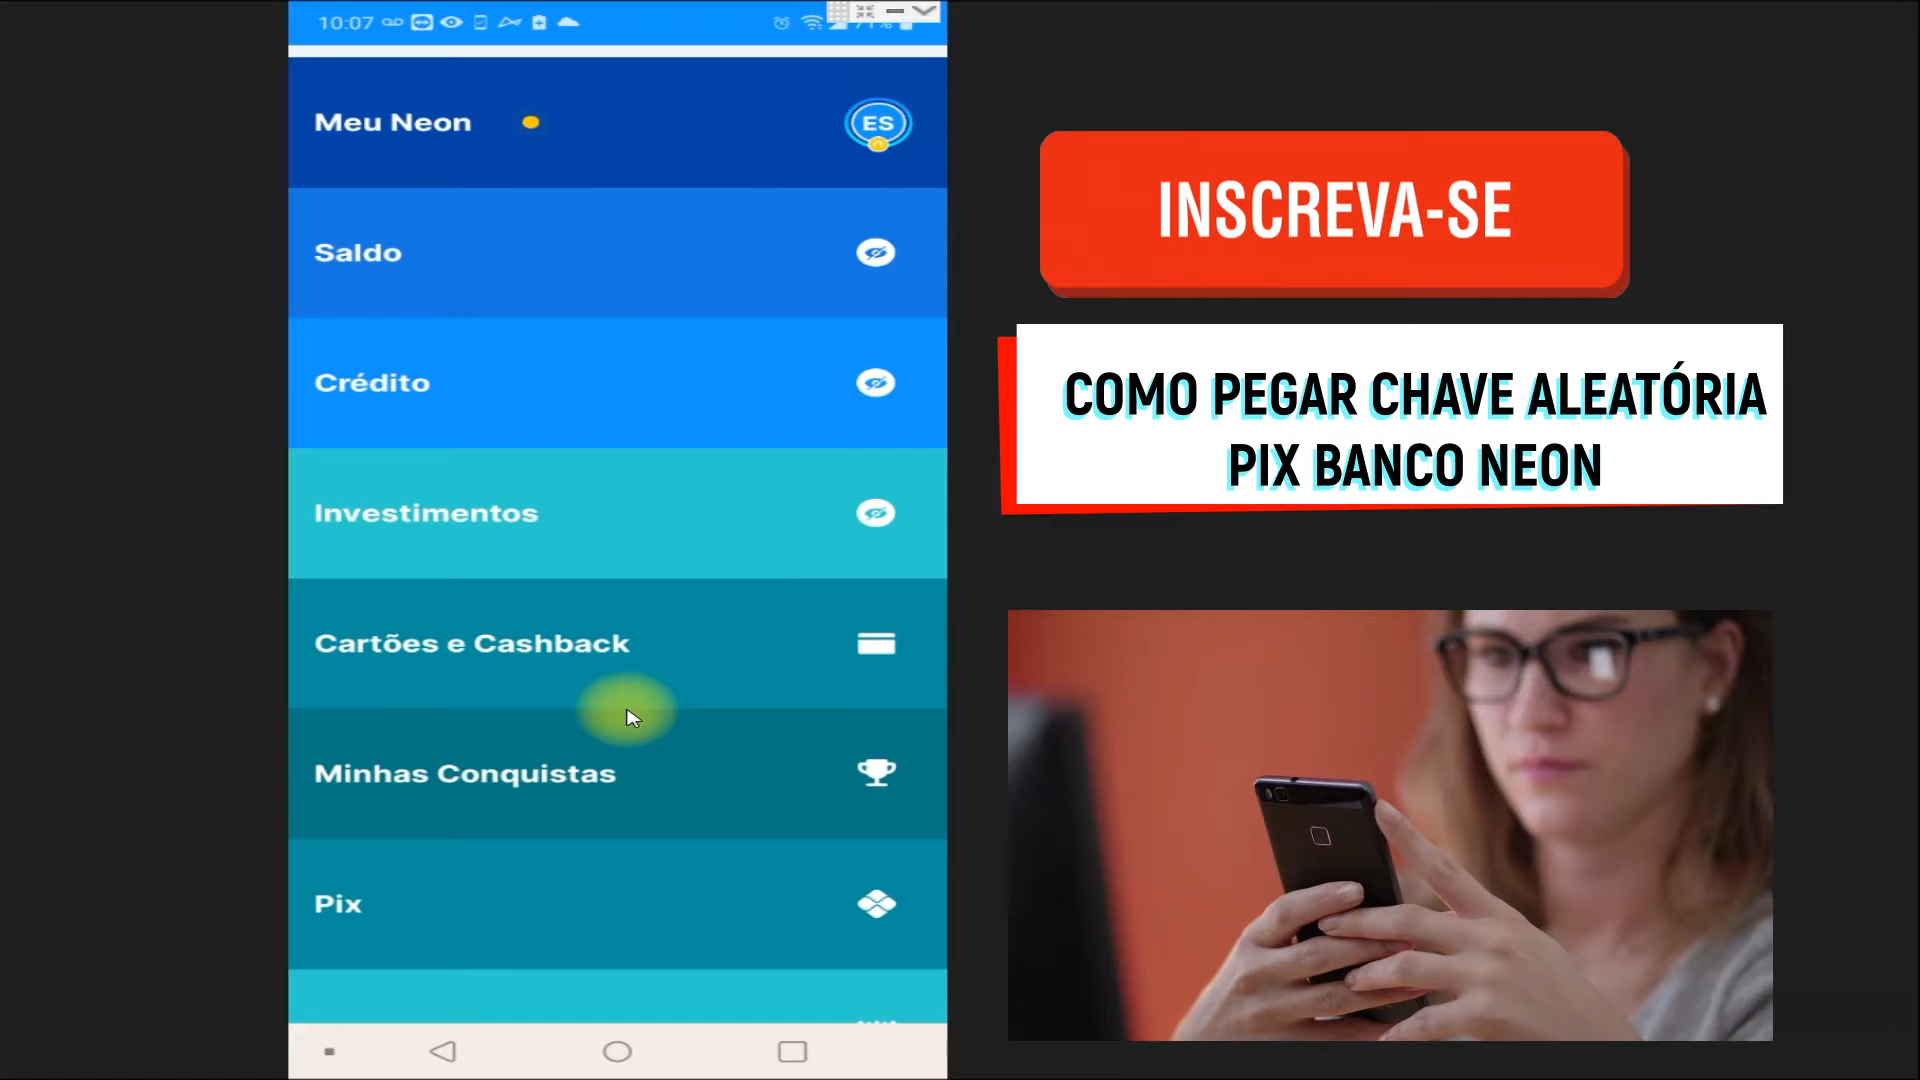 10:07
71%
Meu Neon
ES
Saldo
Crédito
Investimentos
Cartões e Cashback
Minhas Conquistas
Pix
INSCREVA-SE
COMO PEGAR CHAVE ALEATÓRIA
PIX BANCO NEON